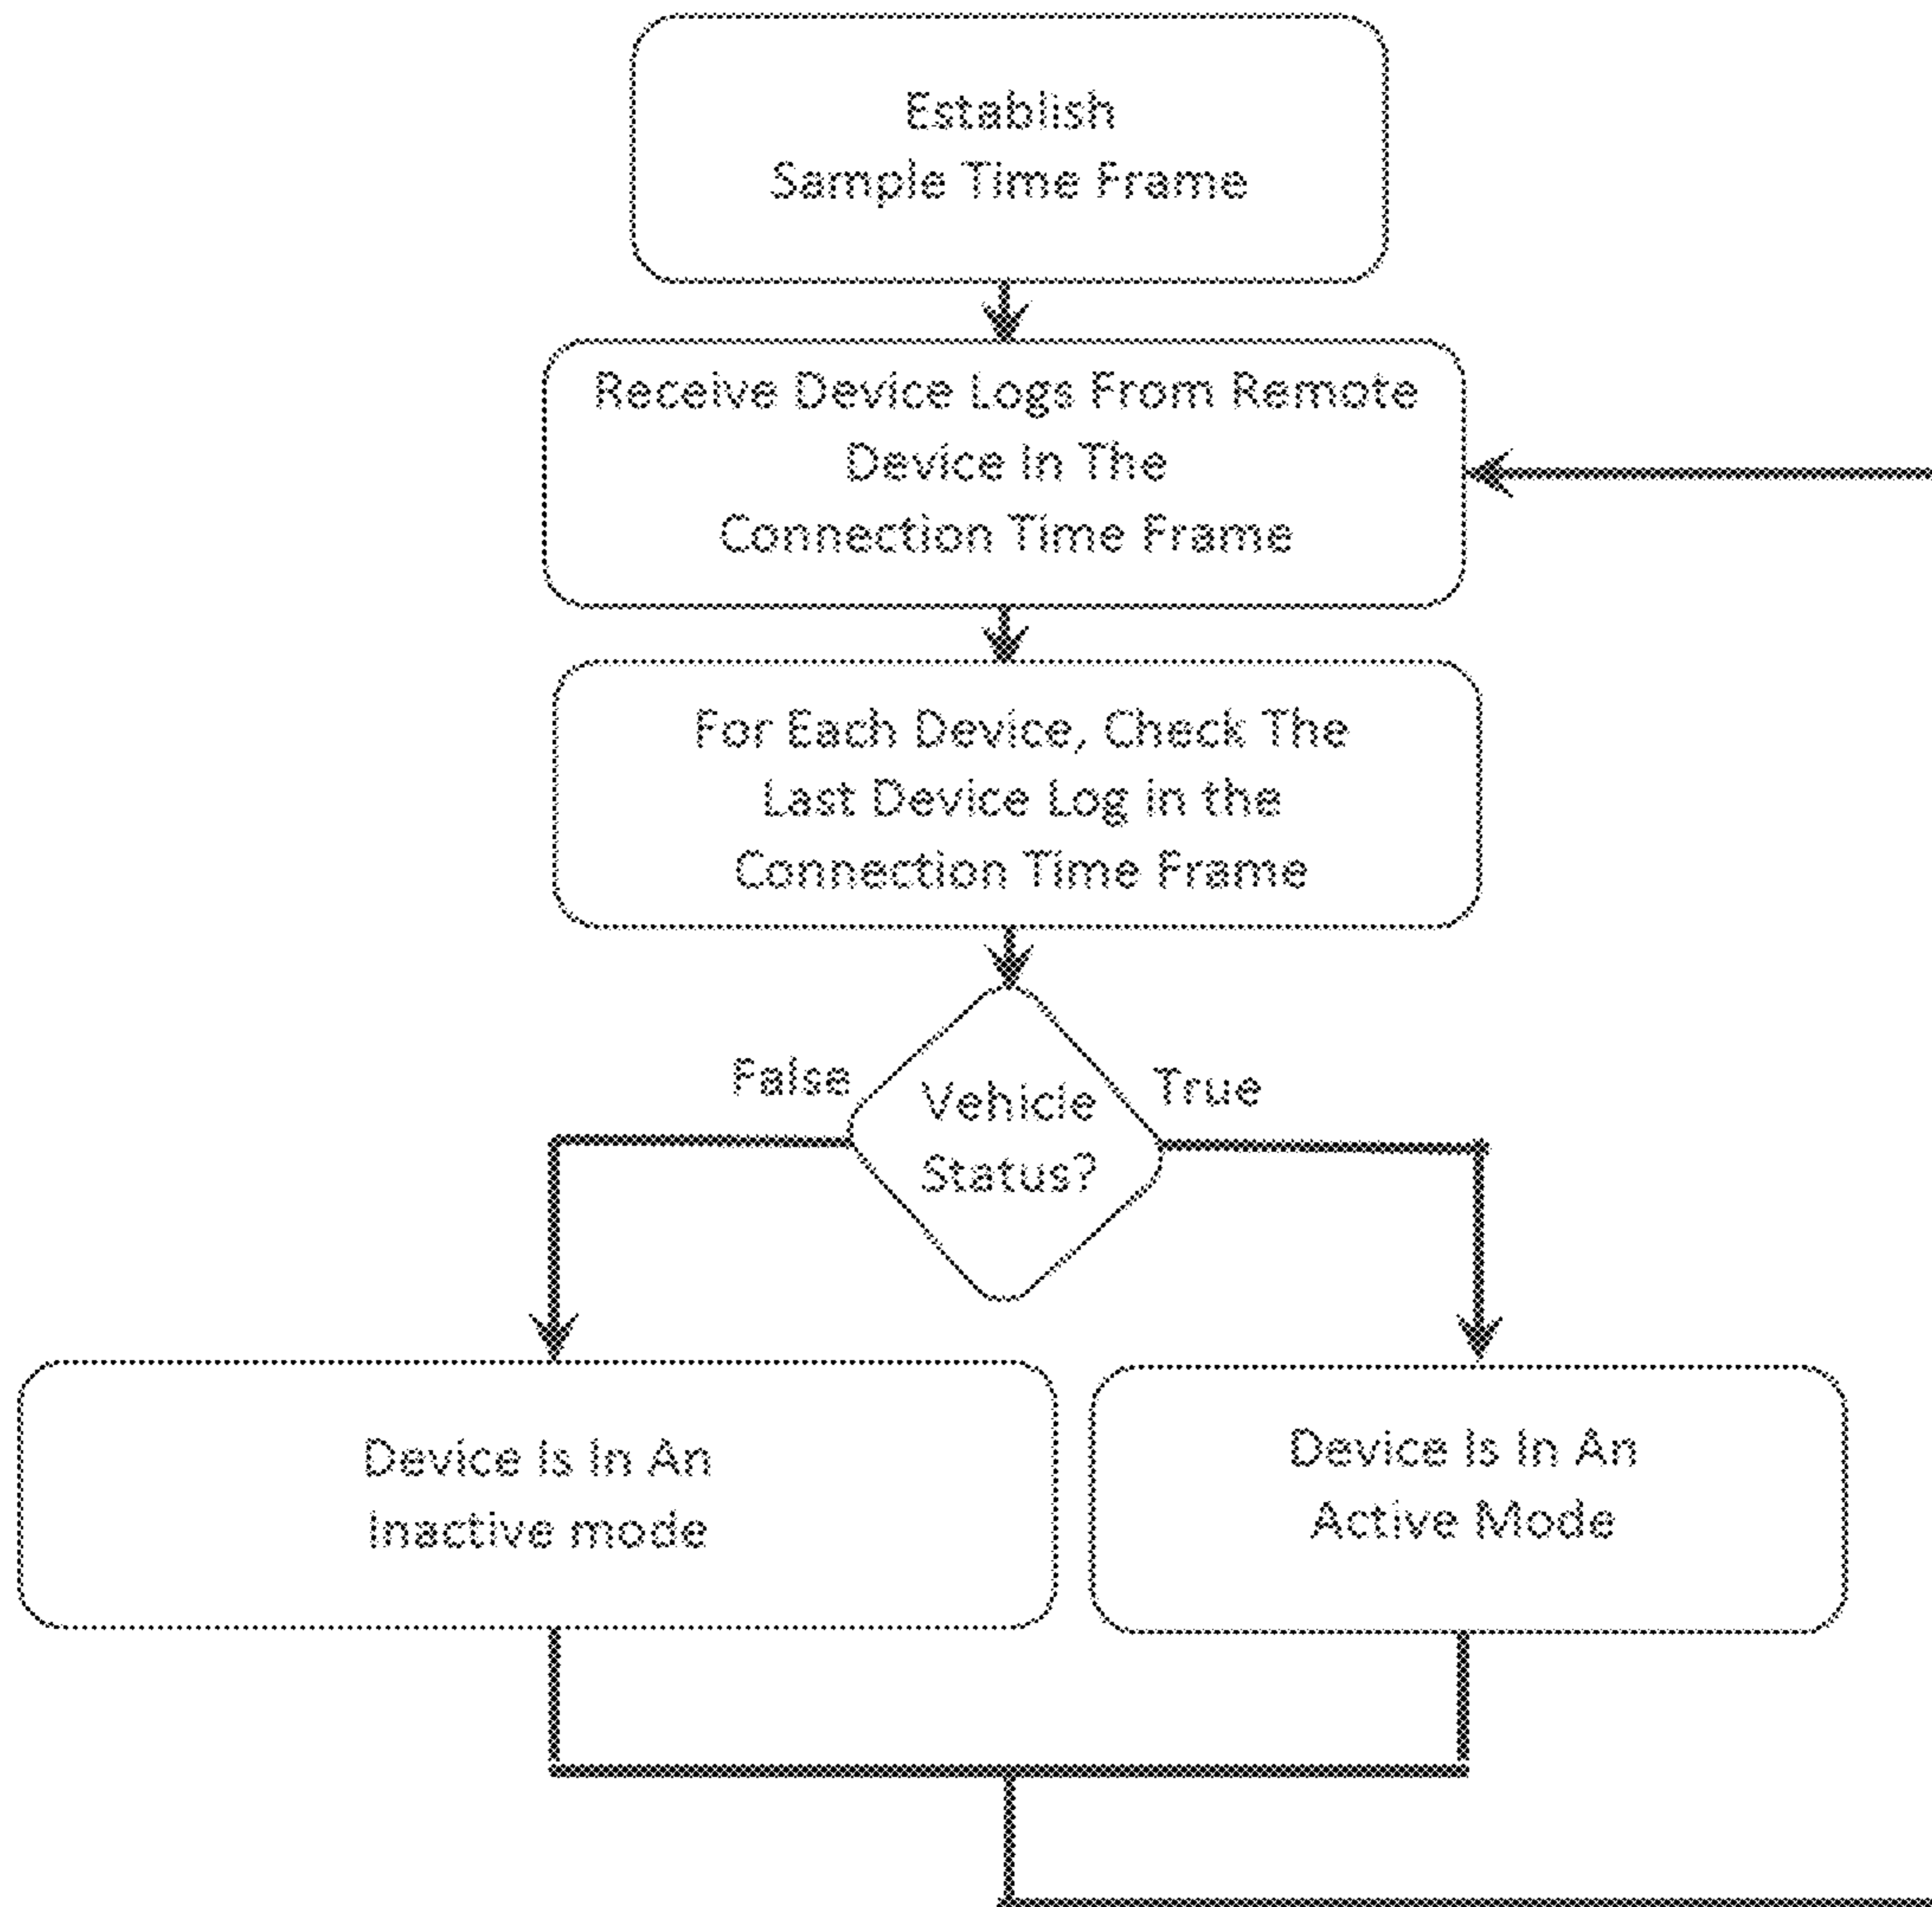 Establish
Sample Time Frame
Receive Device Logs From Remote
Device In The
Connection Time Frame
For Each Device, Check The
Last Device Log in the
Connection Time Frame
False
True
Vehicle
Status?
Device Is In An
Inactive mode
Device Is In An
Active Mode